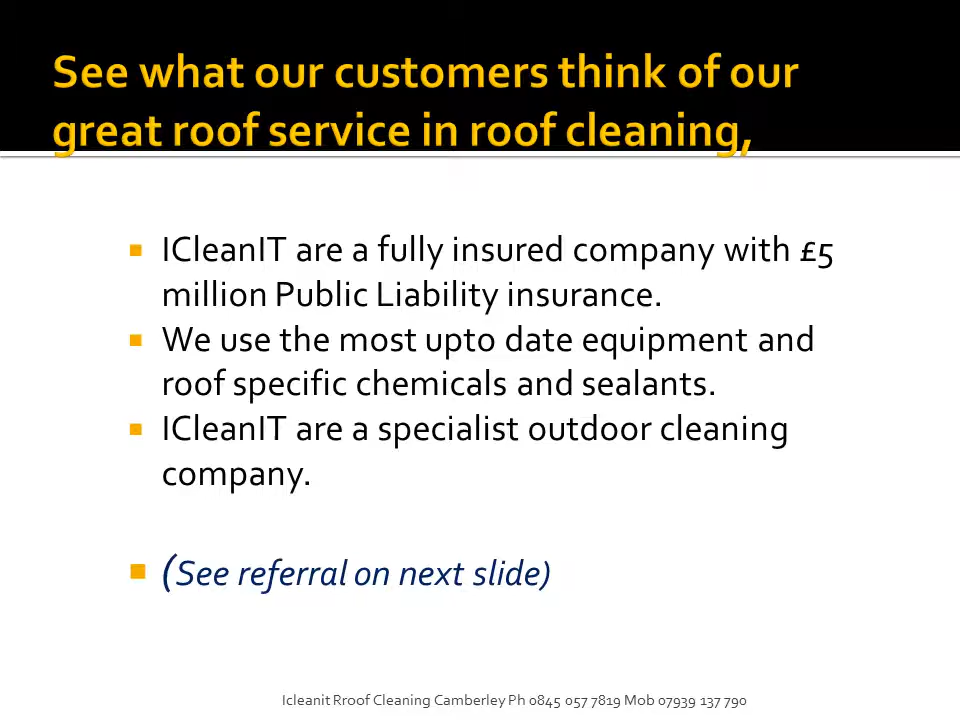 See what our customers think of our
great roof service in roof cleaning,
▪ ICleanIT are a fully insured company with £5
million Public Liability insurance.
▪ We use the most upto date equipment and
roof specific chemicals and sealants.
▪ ICleanIT are a specialist outdoor cleaning
company.
▪ (See referral on next slide)
Icleanit Rroof Cleaning Camberley Ph 0845 057 7819 Mob 07939 137 790